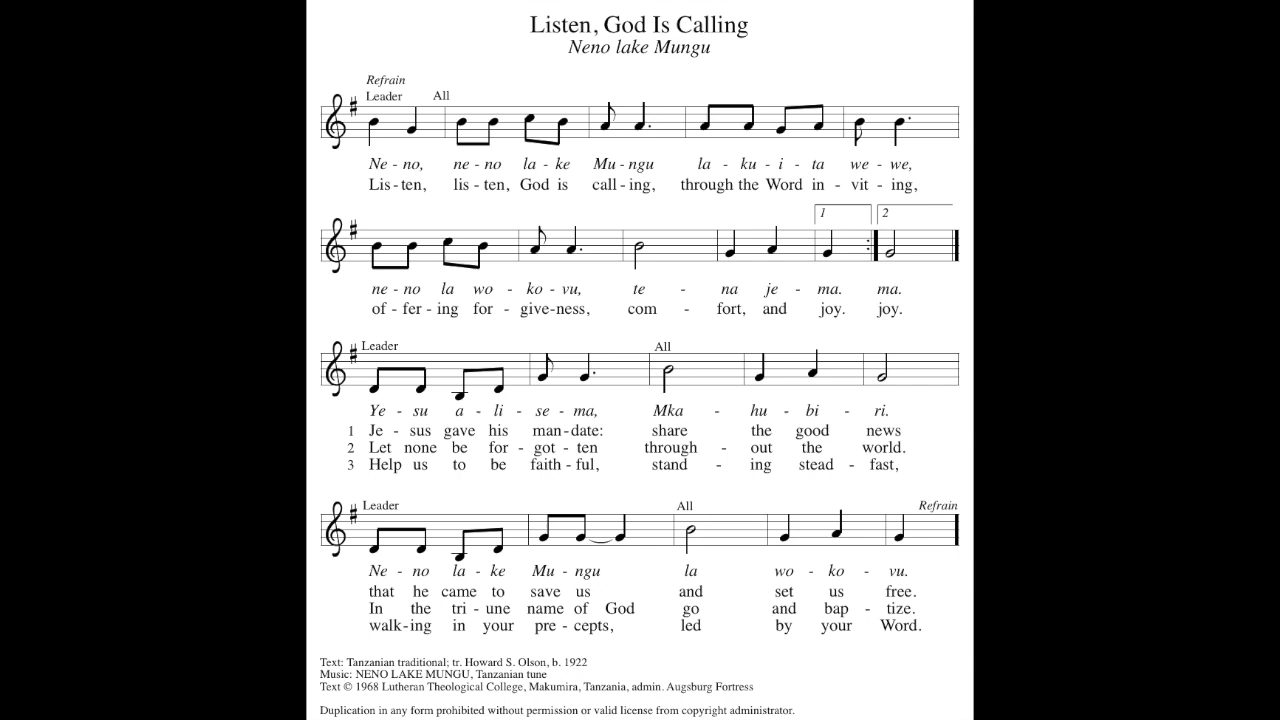 Listen, God Is Calling
Neno lake Mungu
Refrain
Leader All
Ne - no, ne - no la - ke Mu - ngu la - ku - i - ta we - we,
Lis - ten, lis - ten, God is call - ing, through the Word in - vit - ing,
1 2
ne - no la wo - ko - vu, te - na je - ma. ma.
of - fer - ing for - give - ness, com - fort, and joy. joy.
Leader All
Ye - su a - li - se - ma, Mka - hu - bi - ri.
1 Je - sus gave his man - date: share the good news
2 Let none be for - got - ten through - out the world.
3 Help us to be faith - ful, stand - ing stead - fast,
Leader All Refrain
Ne - no la - ke Mu - ngu la wo - ko - vu.
that he came to save us and set us free.
In the tri - une name of God go and bap - tize.
walk - ing in your pre - cepts, led by your Word.
Text: Tanzanian traditional; tr. Howard S. Olson, b. 1922
Music: NENO LAKE MUNGU, Tanzanian tune
Text © 1968 Lutheran Theological College, Makumira, Tanzania, admin. Augsburg Fortress
Duplication in any form prohibited without permission or valid license from copyright administrator.